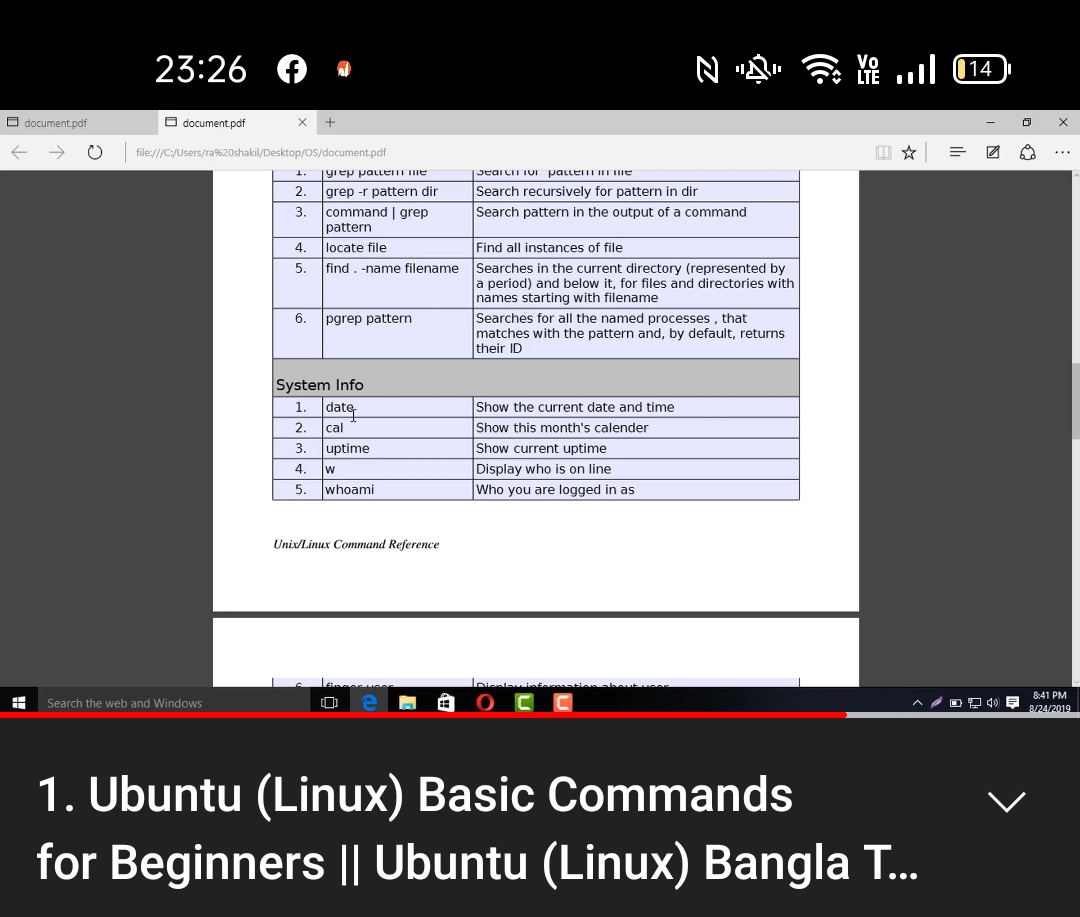 23:26
Vo
LTE
14
document.pdf
document.pdf
file:///C:/Users/ra%20shakil/Desktop/OS/document.pdf
1. grep pattern file Search for pattern in file
2. grep -r pattern dir Search recursively for pattern in dir
3. command | grep Search pattern in the output of a command
pattern
4. locate file Find all instances of file
5. find . -name filename Searches in the current directory (represented by
a period) and below it, for files and directories with
names starting with filename
6. pgrep pattern Searches for all the named processes , that
matches with the pattern and, by default, returns
their ID
System Info
1. date Show the current date and time
2. cal Show this month's calender
3. uptime Show current uptime
4. w Display who is on line
5. whoami Who you are logged in as
Unix/Linux Command Reference
6. finger user Display information about user
Search the web and Windows
8:41 PM
8/24/2019
1. Ubuntu (Linux) Basic Commands
for Beginners || Ubuntu (Linux) Bangla T...